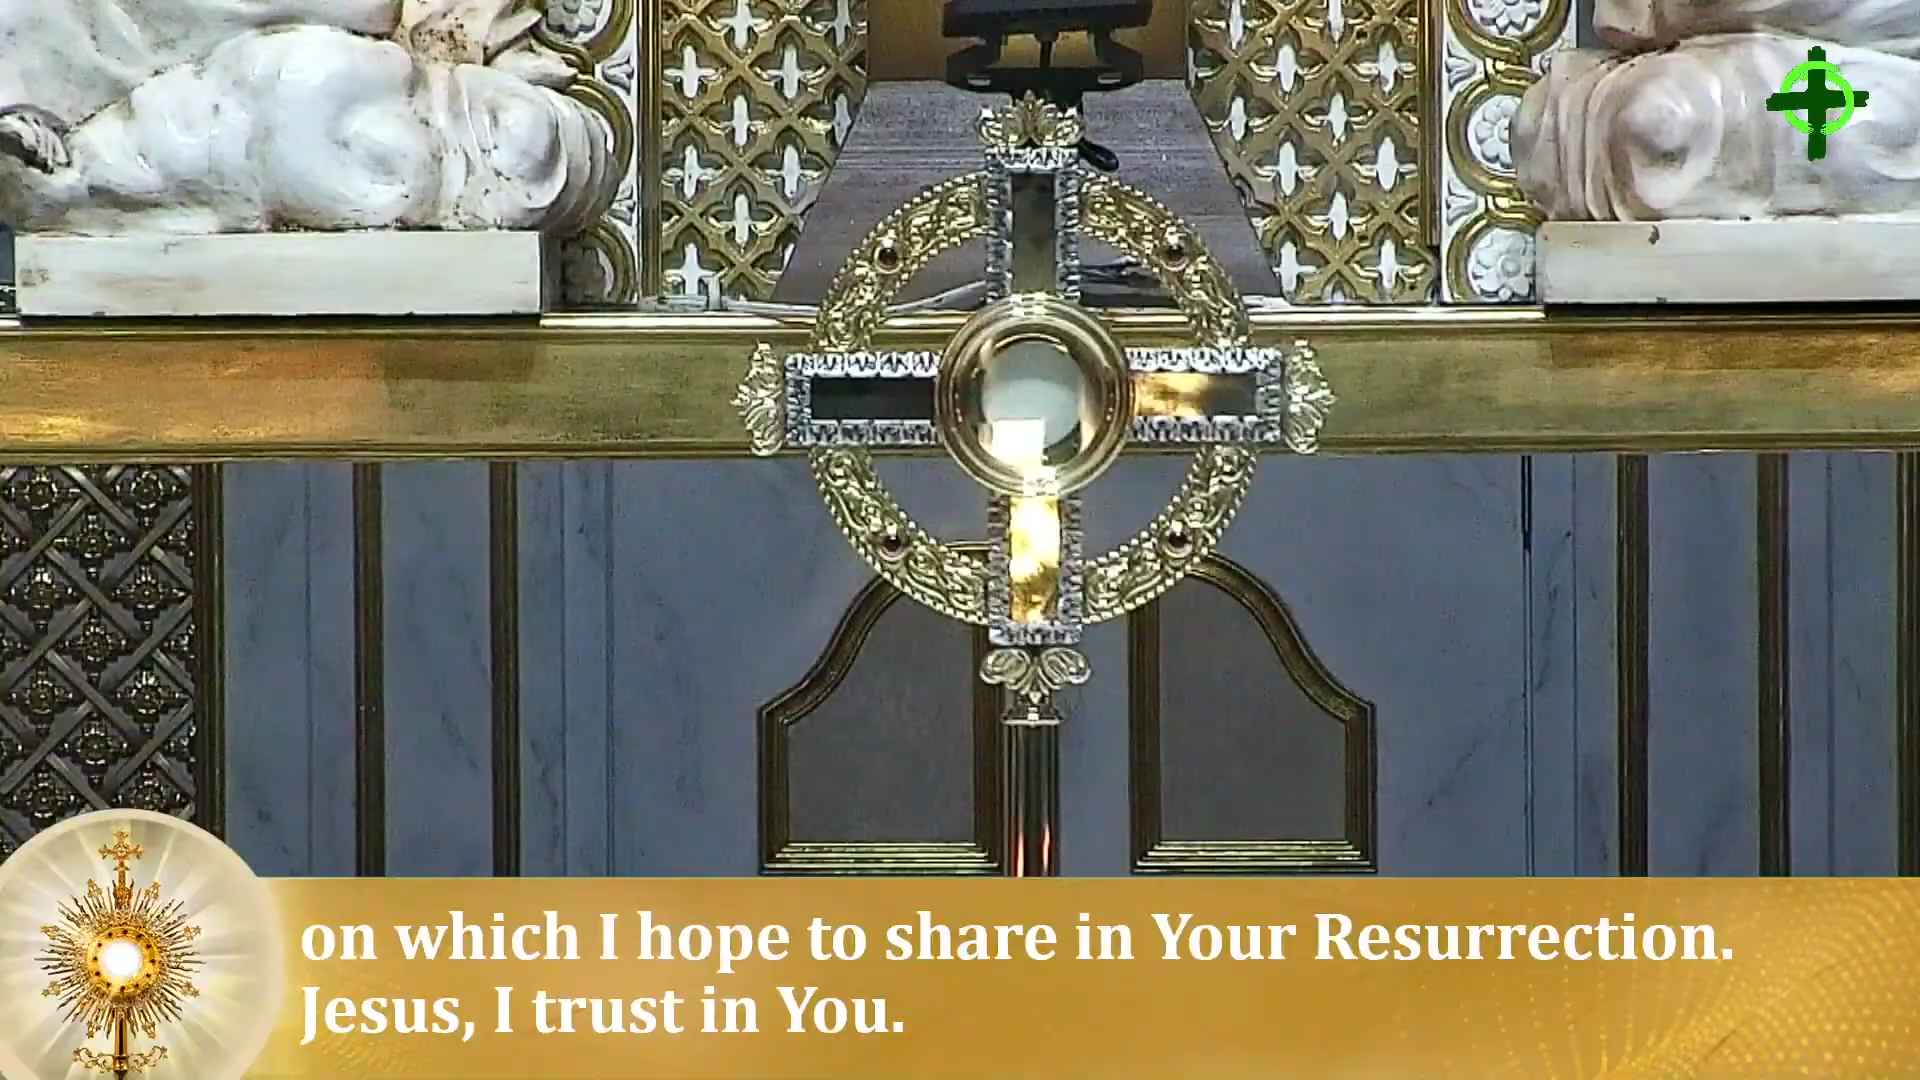 on which I hope to share in Your Resurrection.
Jesus, I trust in You.